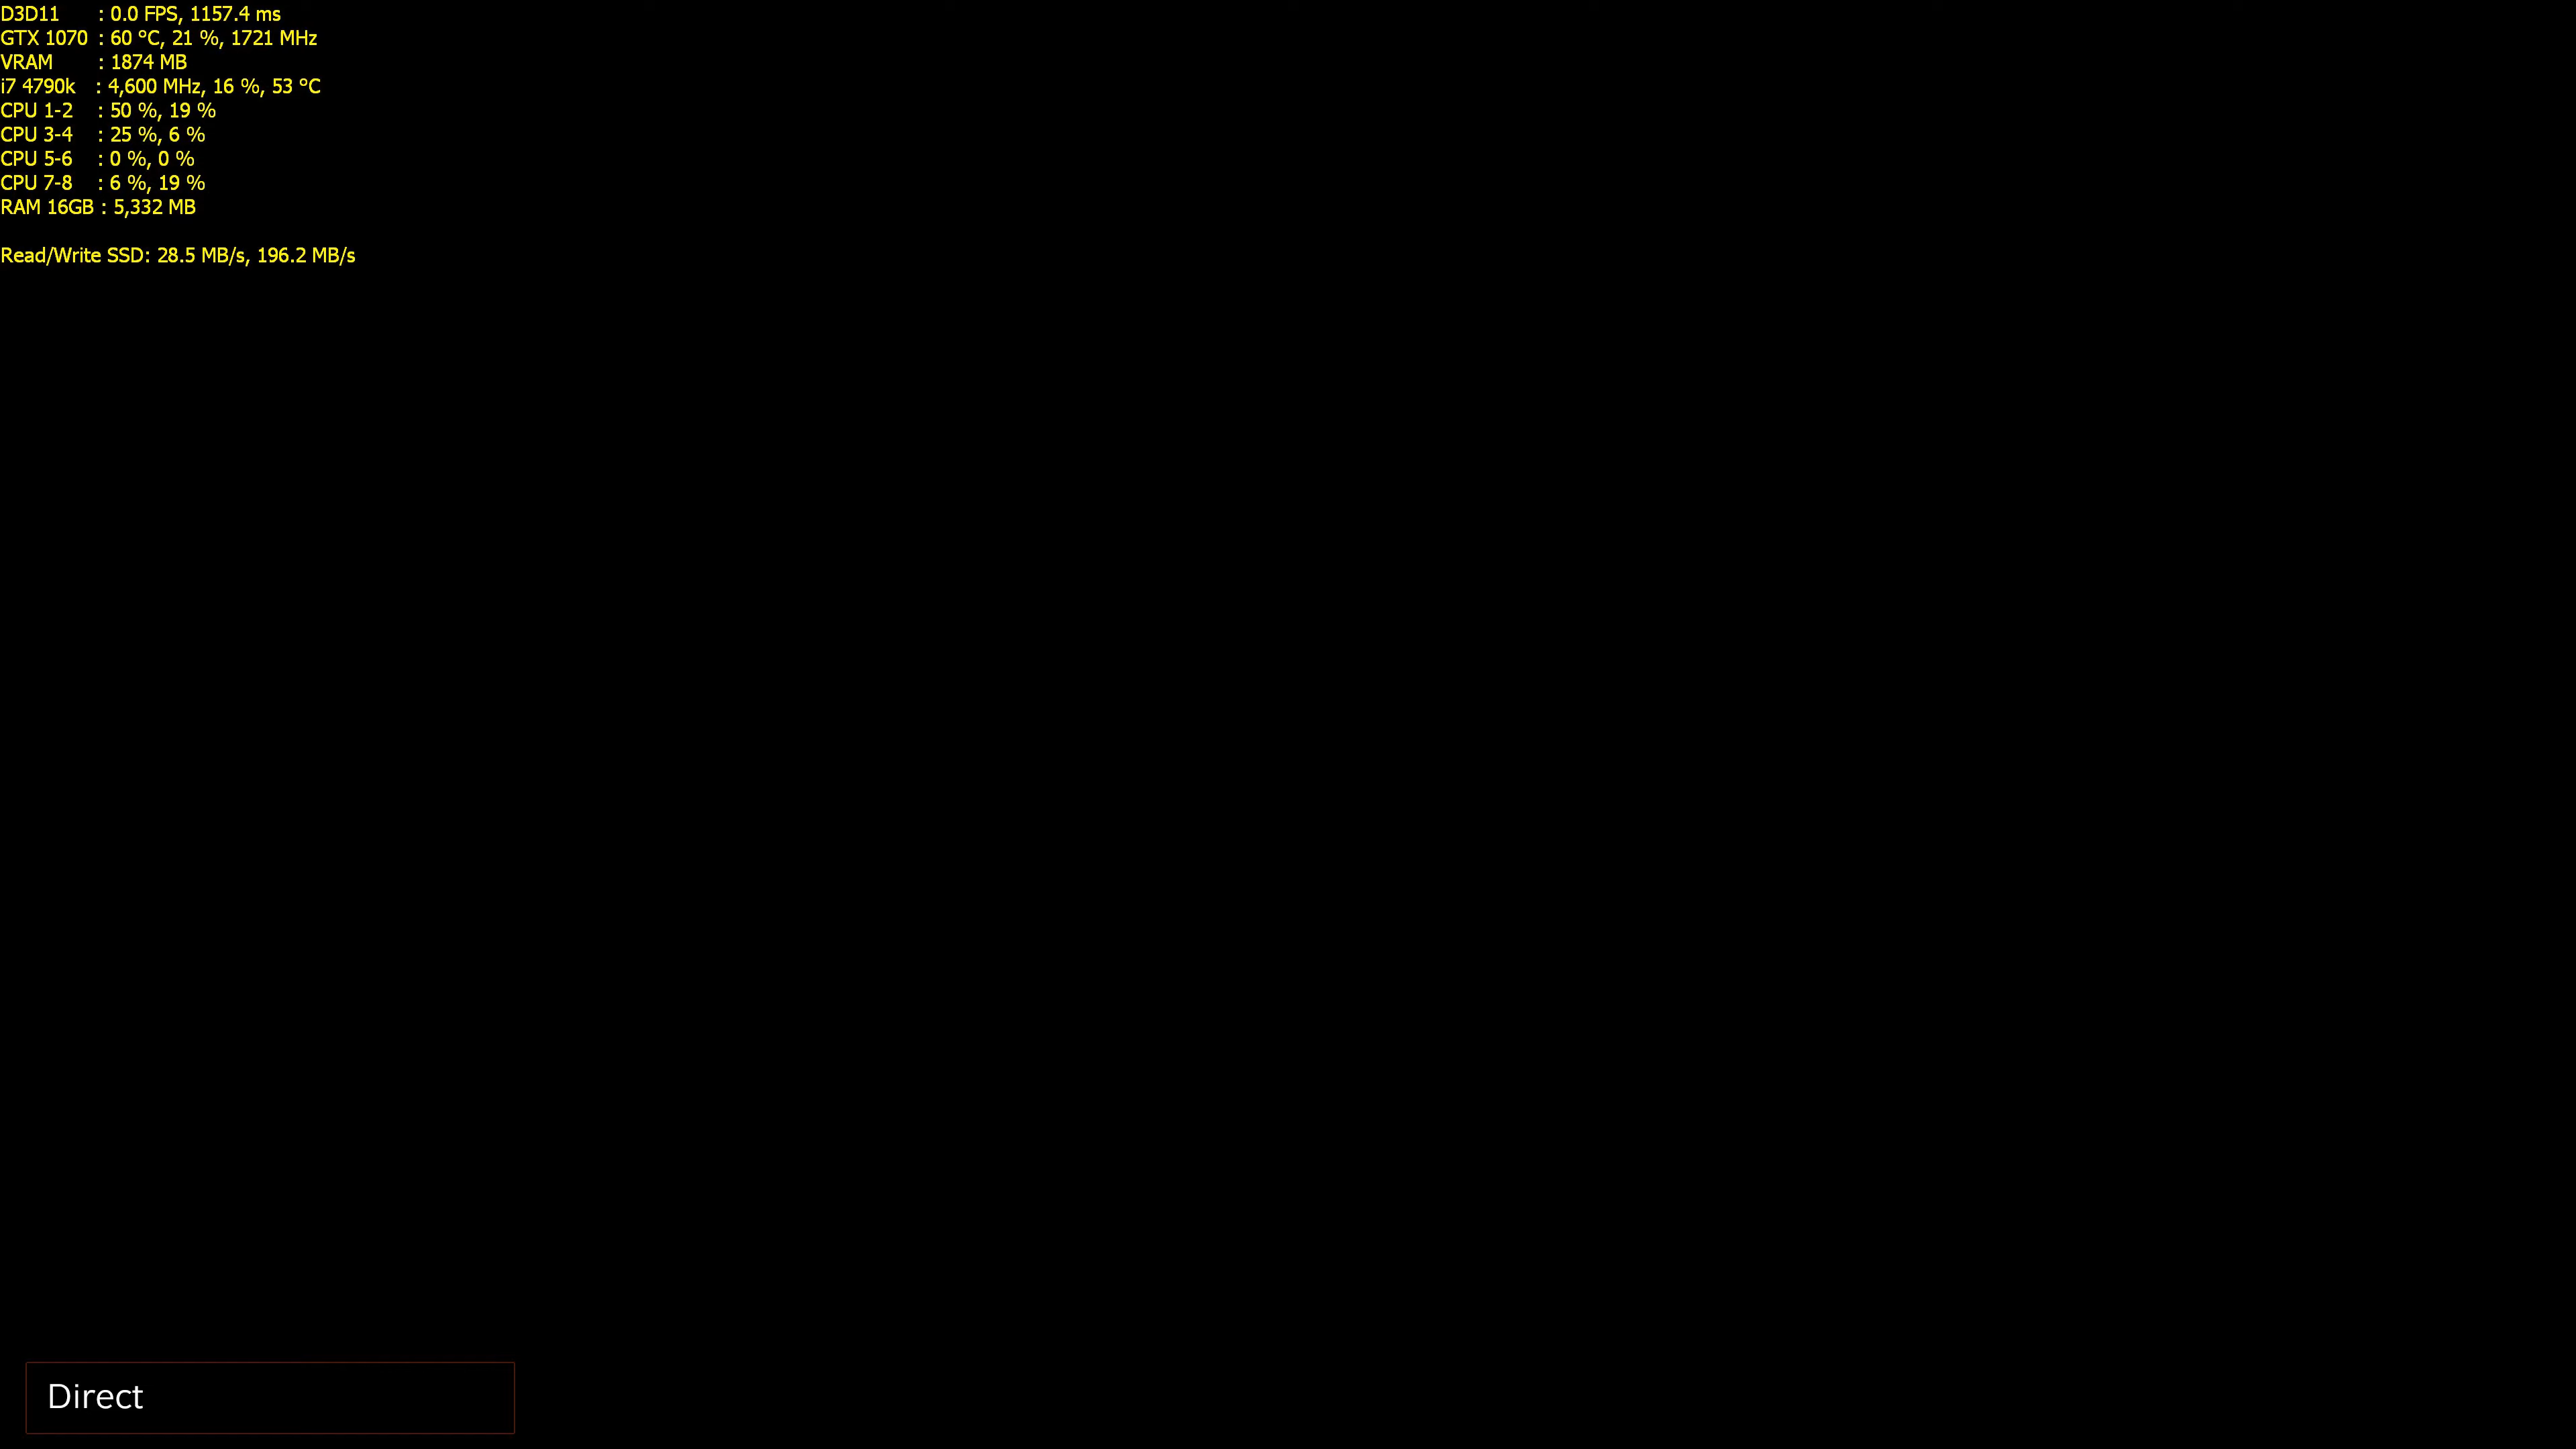 D3D11 : 0.0 FPS, 1157.4 ms
GTX 1070 : 60 °C, 21 %, 1721 MHz
VRAM : 1874 MB
i7 4790k : 4,600 MHz, 16 %, 53 °C
CPU 1-2 : 50 %, 19 %
CPU 3-4 : 25 %, 6 %
CPU 5-6 : 0 %, 0 %
CPU 7-8 : 6 %, 19 %
RAM 16GB : 5,332 MB
Read/Write SSD: 28.5 MB/s, 196.2 MB/s
Direct